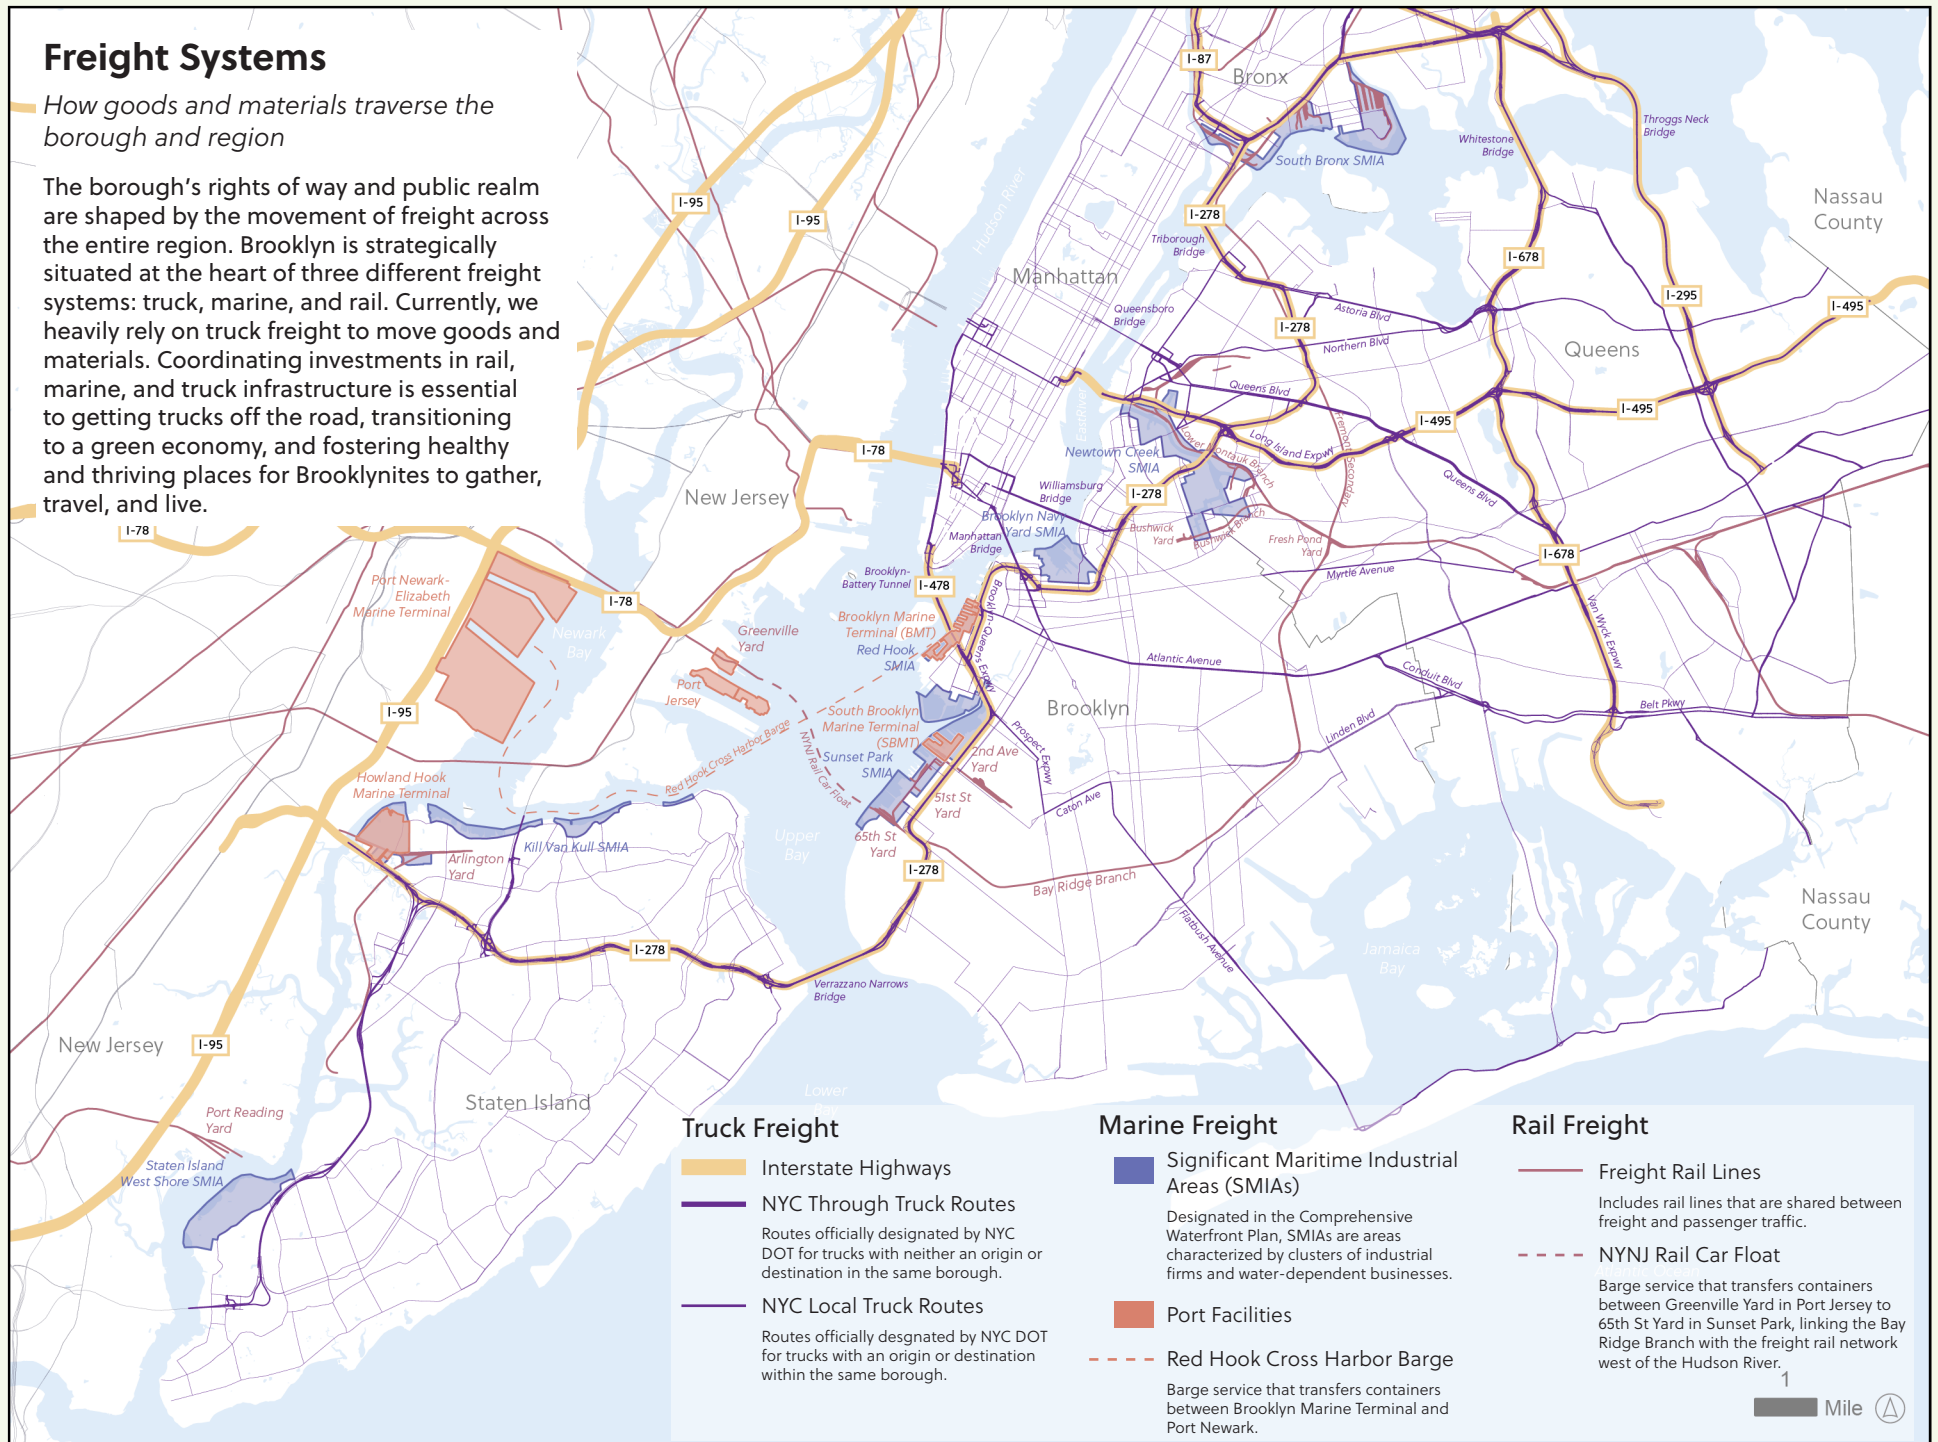 Freight Systems
How goods and materials traverse the
borough and region
The borough's rights of way and public realm
are shaped by the movement of freight across
the entire region. Brooklyn is strategically
situated at the heart of three different freight
systems: truck, marine, and rail. Currently, we
heavily rely on truck freight to move goods and
materials. Coordinating investments in rail,
marine, and truck infrastructure is essential
to getting trucks off the road, transitioning
to a green economy, and fostering healthy
and thriving places for Brooklynites to gather,
travel, and live.
I-87
Bronx
Throggs Neck
Bridge
Whitestone
Bridge
South Bronx SMIA
Nassau
County
I-95
I-95
Hudson River
I-278
Triborough
Bridge
I-678
Manhattan
I-295
I-495
Queensboro
Bridge
Astoria Blvd
I-278
Northern Blvd
Queens
Queens Blvd
EastRiver
I-495
I-495
Tremont Secondary
Lower Montauk Branch
Long Island Expwy
I-78
Newtown Creek
SMIA
Queens Blvd
New Jersey
Williamsburg
Bridge
I-278
Brooklyn Navy
Yard SMIA
Bushwick
Yard
Bushwick Branch
Manhattan
Bridge
Fresh Pond
Yard
I-78
I-678
Myrtle Avenue
Brooklyn-
Battery Tunnel
I-478
Port Newark-
Elizabeth
Marine Terminal
I-78
Newark
Bay
Brooklyn-Queens Expwy
Van Wyck Expwy
Brooklyn Marine
Terminal (BMT)
Greenville
Yard
Red Hook
SMIA
Atlantic Avenue
Conduit Blvd
Port
Jersey
I-95
South Brooklyn
Marine Terminal
(SBMT)
Brooklyn
Belt Pkwy
Linden Blvd
Prospect Expwy
Red Hook Cross Harbor Barge
NYNJ Rail Car Float
Sunset Park
SMIA
2nd Ave
Yard
Howland Hook
Marine Terminal
51st St
Yard
Caton Ave
Upper
Bay
65th St
Yard
Kill Van Kull SMIA
Arlington
Yard
I-278
Bay Ridge Branch
Nassau
County
Flatbush Avenue
Jamaica
Bay
I-278
Verrazzano Narrows
Bridge
New Jersey
I-95
Lower
Bay
Staten Island
Port Reading
Yard
Staten Island
West Shore SMIA
Truck Freight
Interstate Highways
NYC Through Truck Routes
Routes officially designated by NYC
DOT for trucks with neither an origin or
destination in the same borough.
NYC Local Truck Routes
Routes officially desgnated by NYC DOT
for trucks with an origin or destination
within the same borough.
Marine Freight
Significant Maritime Industrial
Areas (SMIAs)
Designated in the Comprehensive
Waterfront Plan, SMIAs are areas
characterized by clusters of industrial
firms and water-dependent businesses.
Port Facilities
Red Hook Cross Harbor Barge
Barge service that transfers containers
between Brooklyn Marine Terminal and
Port Newark.
Rail Freight
Freight Rail Lines
Includes rail lines that are shared between
freight and passenger traffic.
NYNJ Rail Car Float
Barge service that transfers containers
between Greenville Yard in Port Jersey to
65th St Yard in Sunset Park, linking the Bay
Ridge Branch with the freight rail network
west of the Hudson River.
1
Mile